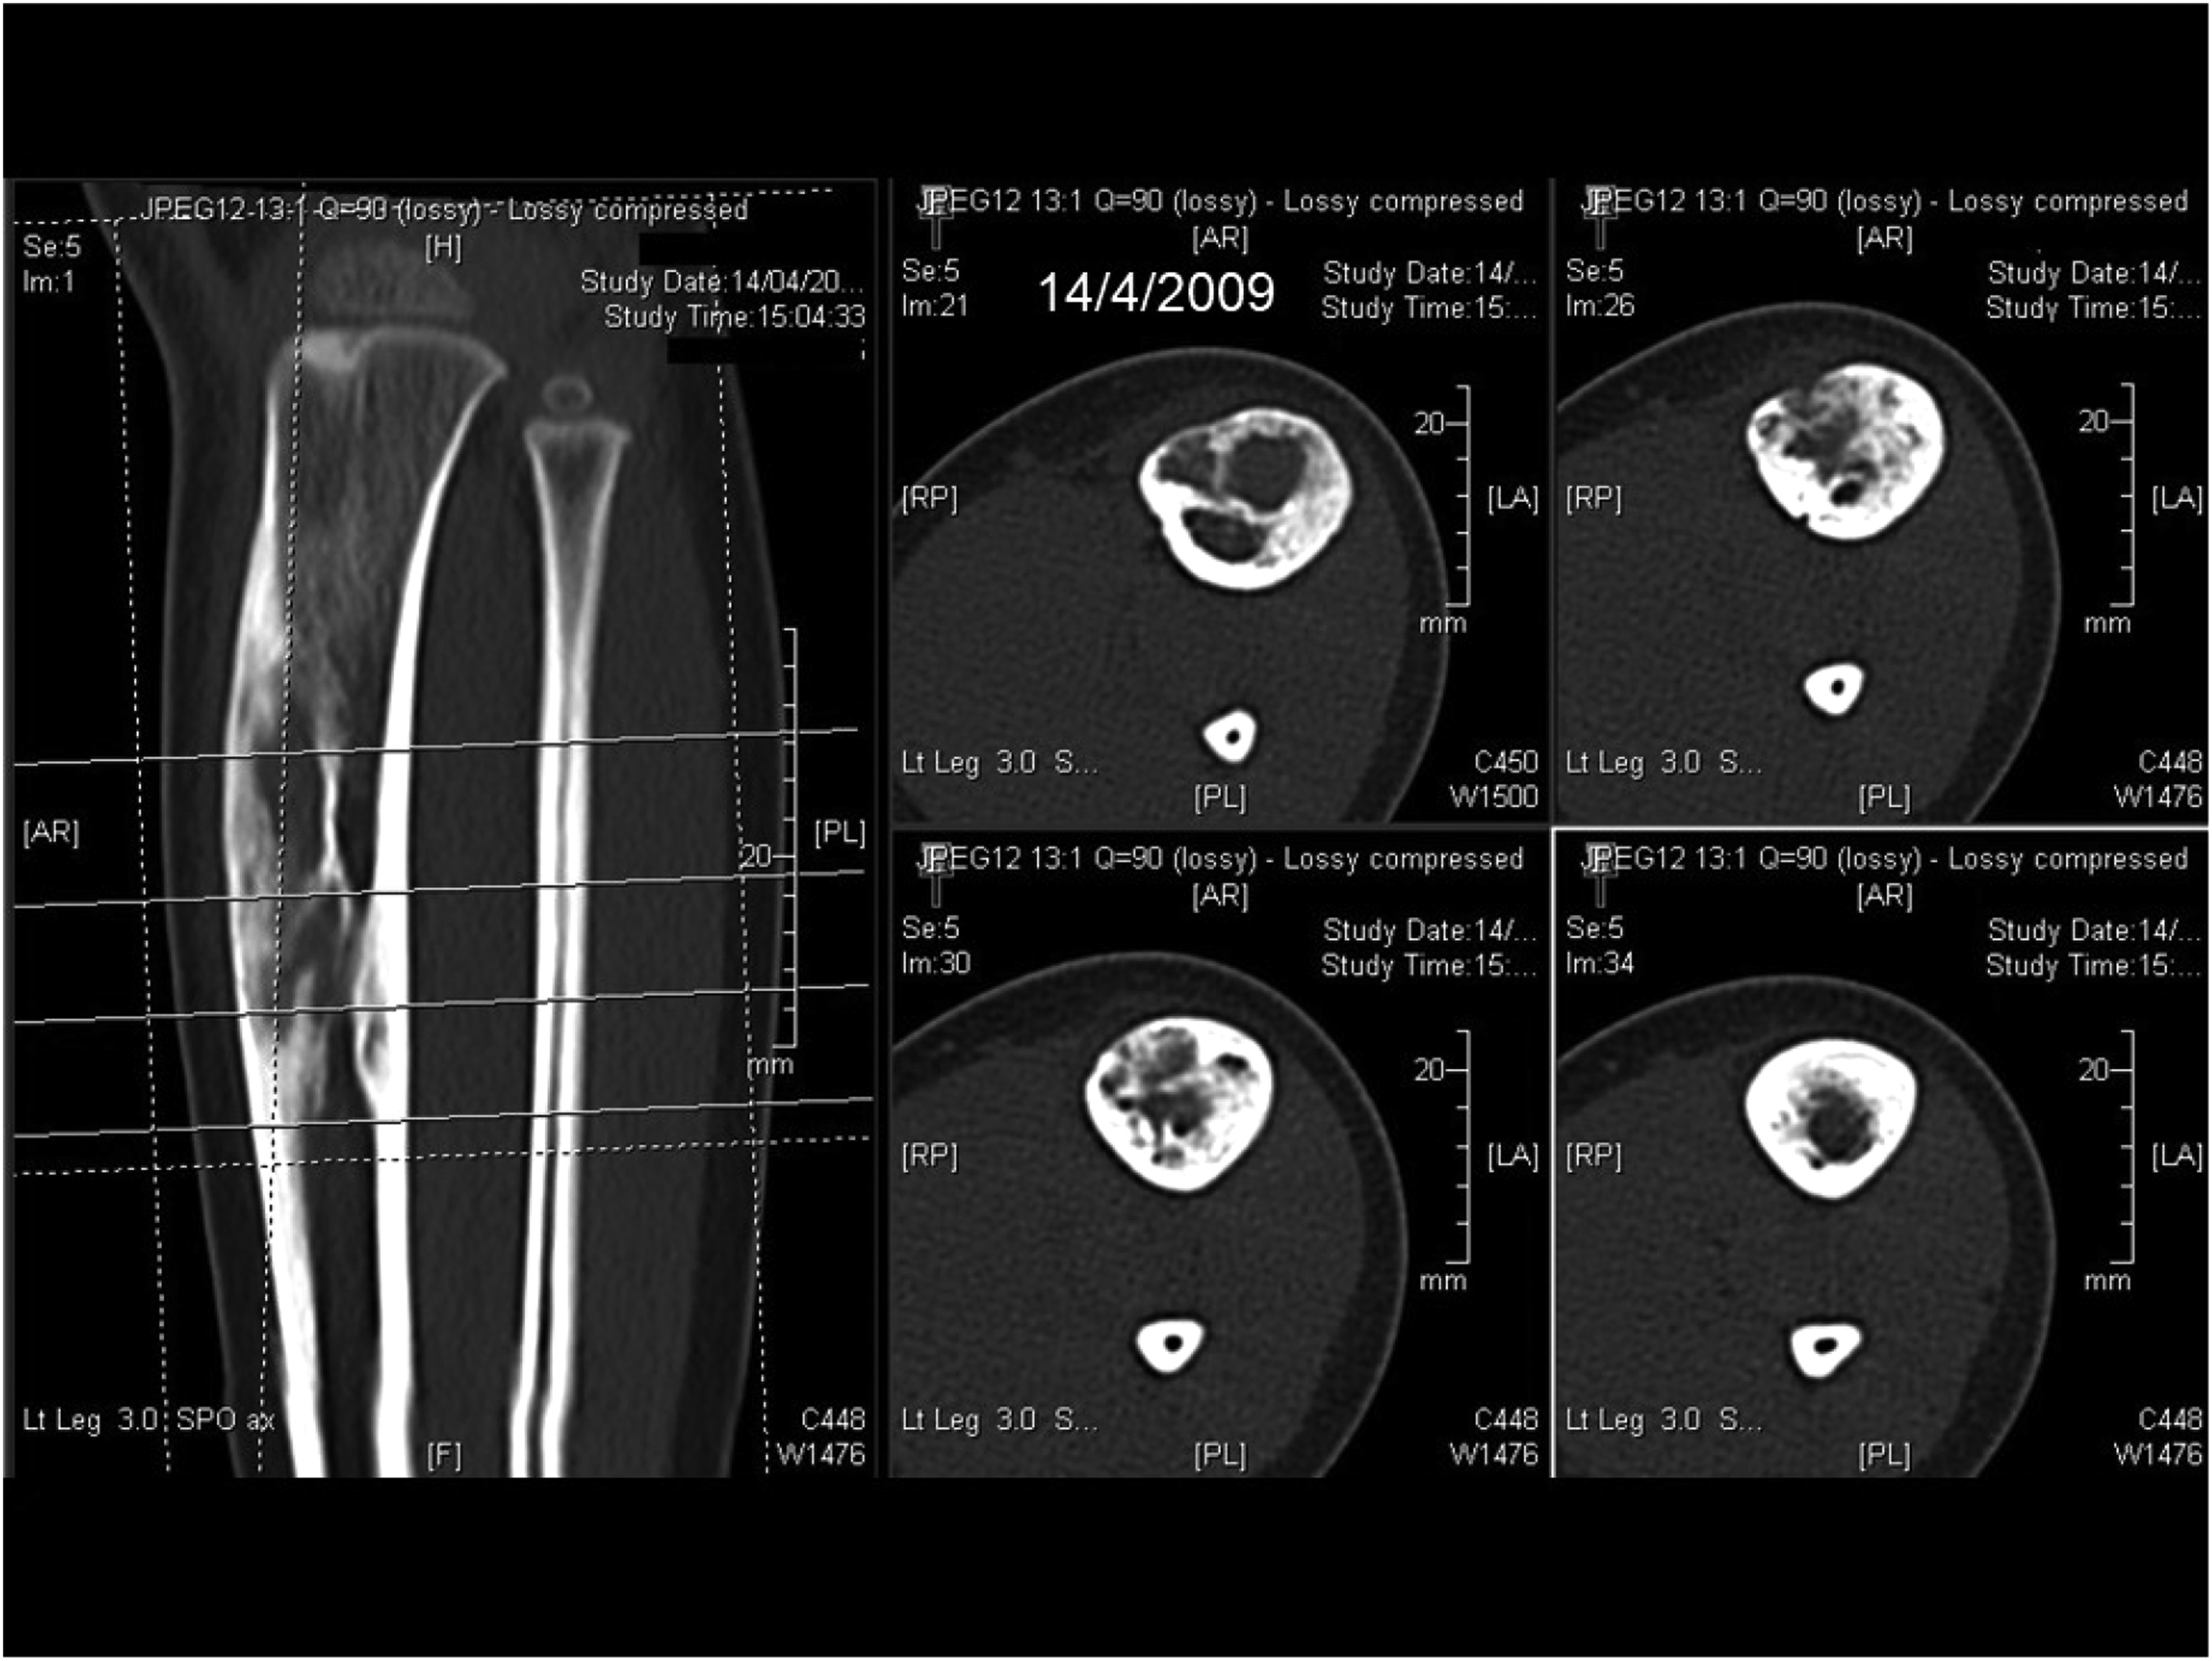 JPEG12 13:1 Q=90 (lossy) - Lossy compressed
[H]
Se:5
Im:1
Study Date:14/04/20...
Study Time:15:04:33
[AR]
[PL]
20
mm
Lt Leg 3.0 SPO ax
C448
W1476
[F]
JPEG12 13:1 Q=90 (lossy) - Lossy compressed
[AR]
Se:5
Im:21
14/4/2009
Study Date:14/...
Study Time:15:...
20
[RP]
[LA]
mm
Lt Leg 3.0 S...
C450
W1500
[PL]
JPEG12 13:1 Q=90 (lossy) - Lossy compressed
[AR]
Se:5
Im:26
Study Date:14/...
Study Time:15:...
20
[RP]
[LA]
mm
Lt Leg 3.0 S...
C448
W1476
[PL]
JPEG12 13:1 Q=90 (lossy) - Lossy compressed
[AR]
Se:5
Im:30
Study Date:14/...
Study Time:15:...
20
[RP]
[LA]
mm
Lt Leg 3.0 S...
C448
W1476
[PL]
JPEG12 13:1 Q=90 (lossy) - Lossy compressed
[AR]
Se:5
Im:34
Study Date:14/...
Study Time:15:...
20
[RP]
[LA]
mm
Lt Leg 3.0 S...
C448
W1476
[PL]